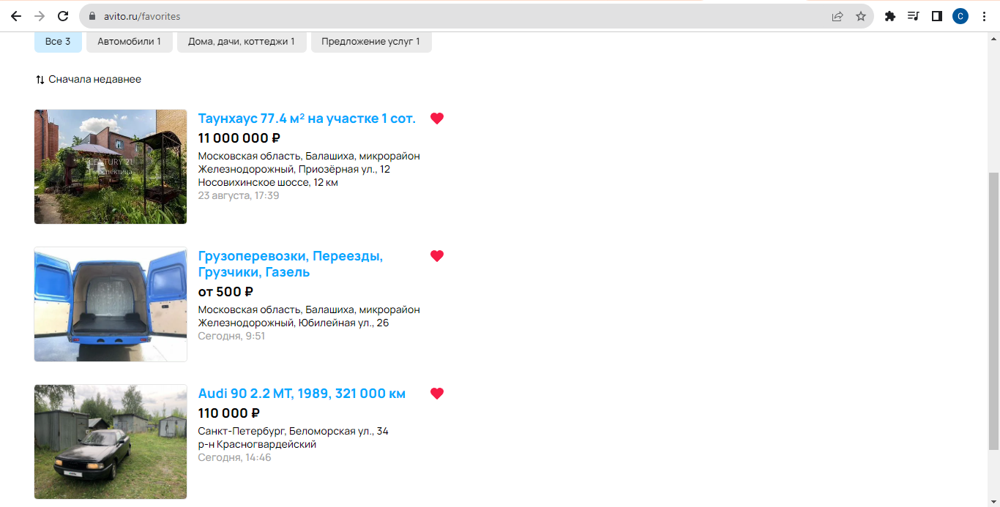 avito.ru/favorites
C
Все 3
Автомобили 1
Дома, дачи, коттеджи 1
Предложение услуг 1
Сначала недавнее
CENTURY 21
Перспектива
Таунхаус 77.4 м² на участке 1 сот.
11 000 000 ₽
Московская область, Балашиха, микрорайон
Железнодорожный, Приозёрная ул., 12
Носовихинское шоссе, 12 км
23 августа, 17:39
Грузоперевозки, Переезды,
Грузчики, Газель
от 500 ₽
Московская область, Балашиха, микрорайон
Железнодорожный, Юбилейная ул., 26
Сегодня, 9:51
Audi 90 2.2 MT, 1989, 321 000 км
110 000 ₽
Санкт-Петербург, Беломорская ул., 34
р-н Красногвардейский
Сегодня, 14:46